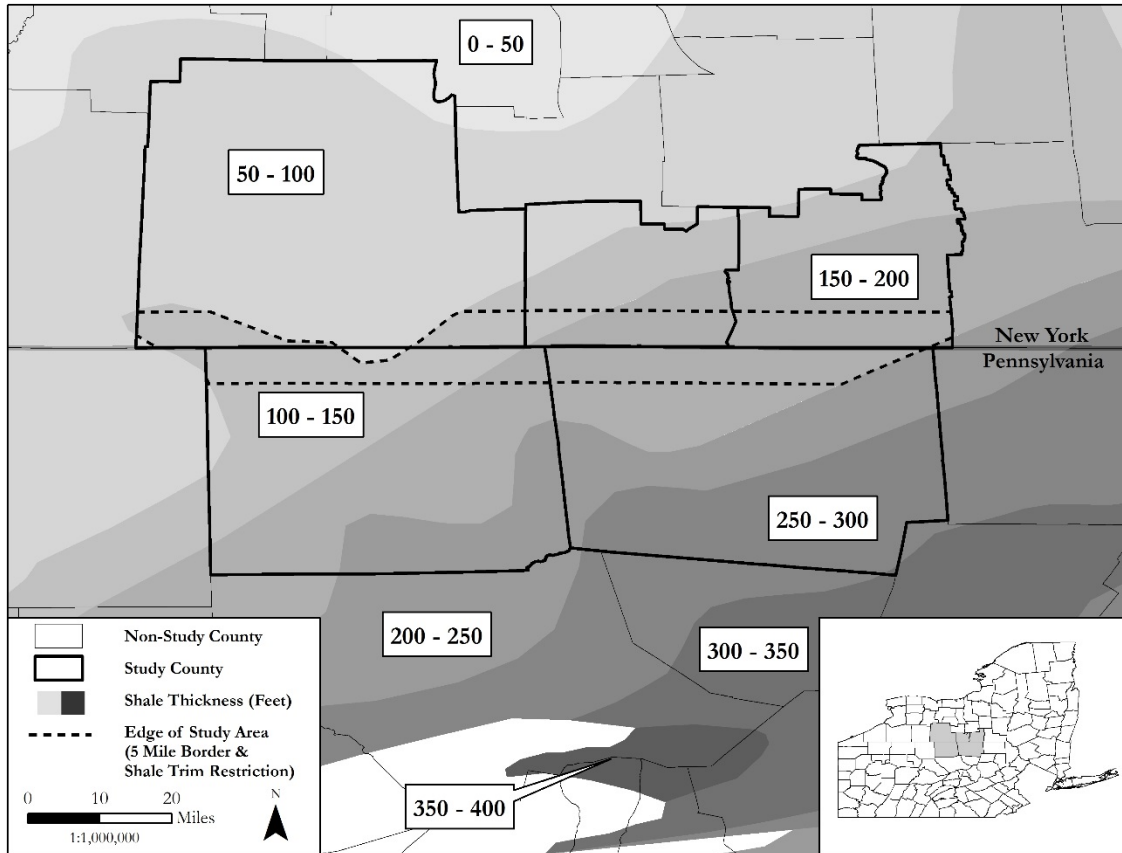 0 - 50
50 - 100
150 - 200
New York
Pennsylvania
100 - 150
250 - 300
200 - 250
300 - 350
350 - 400
Non-Study County
Study County
Shale Thickness (Feet)
Edge of Study Area
(5 Mile Border &
Shale Trim Restriction)
0 10 20
Miles
1:1,000,000
N